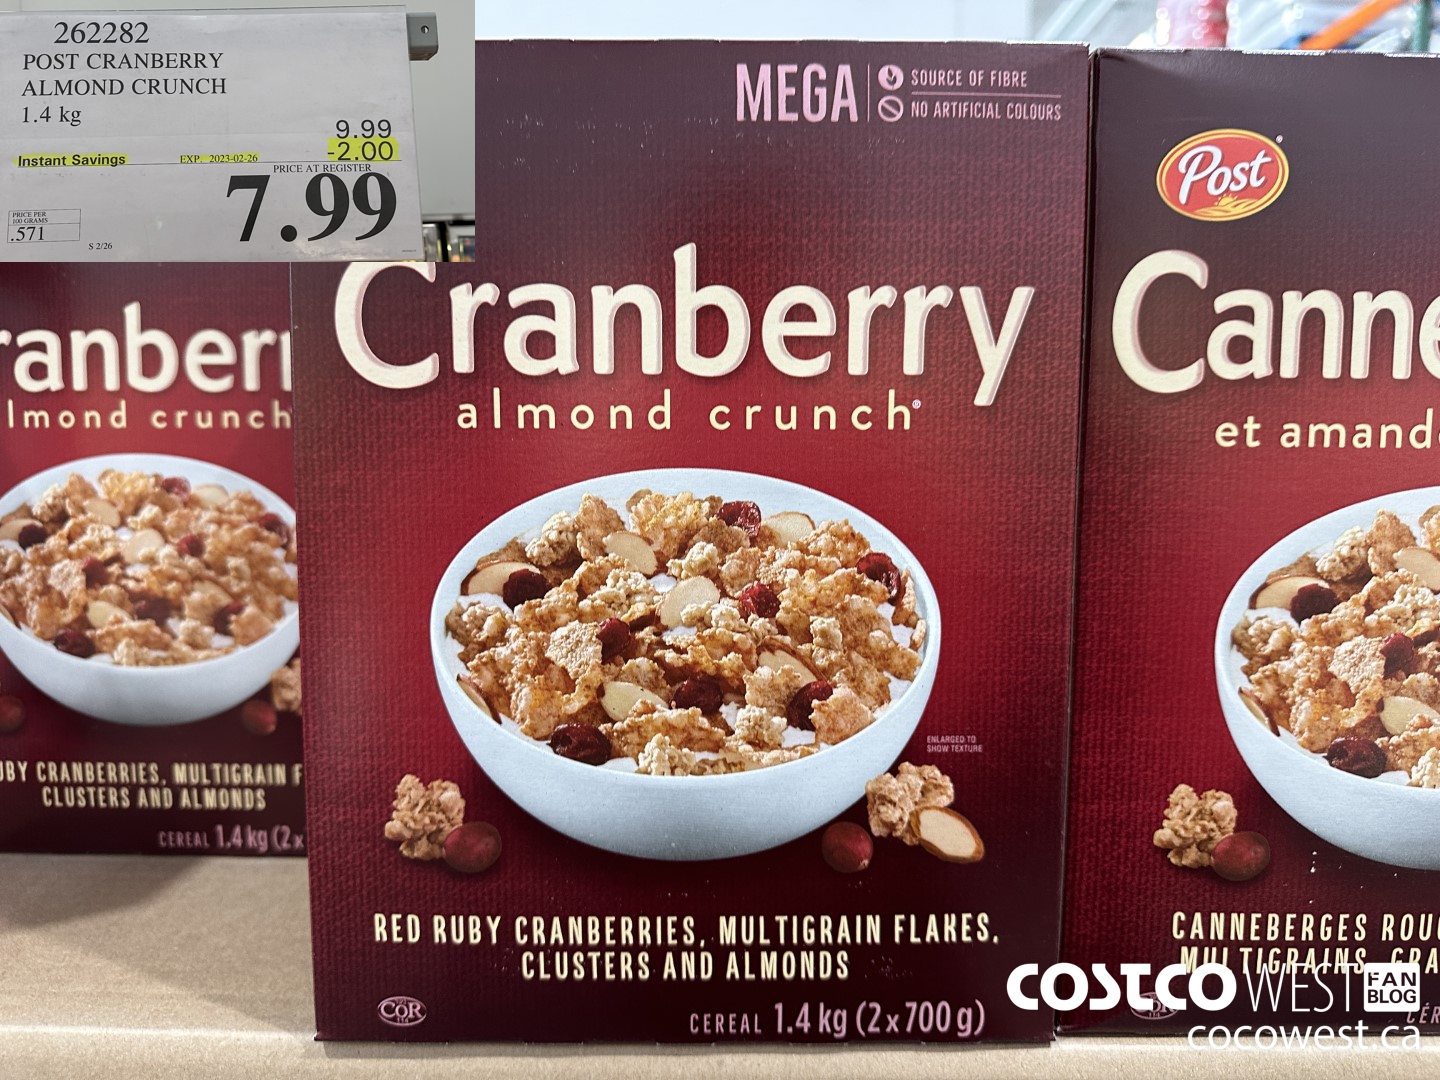 262282
POST CRANBERRY
ALMOND CRUNCH
1.4 kg
9.99
Instant Savings EXP. 2023-02-26 -2.00
PRICE AT REGISTER
7.99
PRICE PER
100 GRAMS
.571
S 2/26
ranberr
lmond crunch
UBY CRANBERRIES, MULTIGRAIN F
CLUSTERS AND ALMONDS
CEREAL 1.4 kg (2x
MEGA
SOURCE OF FIBRE
NO ARTIFICIAL COLOURS
Cranberry
almond crunch®
ENLARGED TO
SHOW TEXTURE
RED RUBY CRANBERRIES, MULTIGRAIN FLAKES,
CLUSTERS AND ALMONDS
COR
CEREAL 1.4 kg (2x700 g)
Post
Canne
et amand
CANNEBERGES ROU
MULTIGRAINS, GRA
CÉR
COSTCO WEST FAN BLOG
cocowest.ca